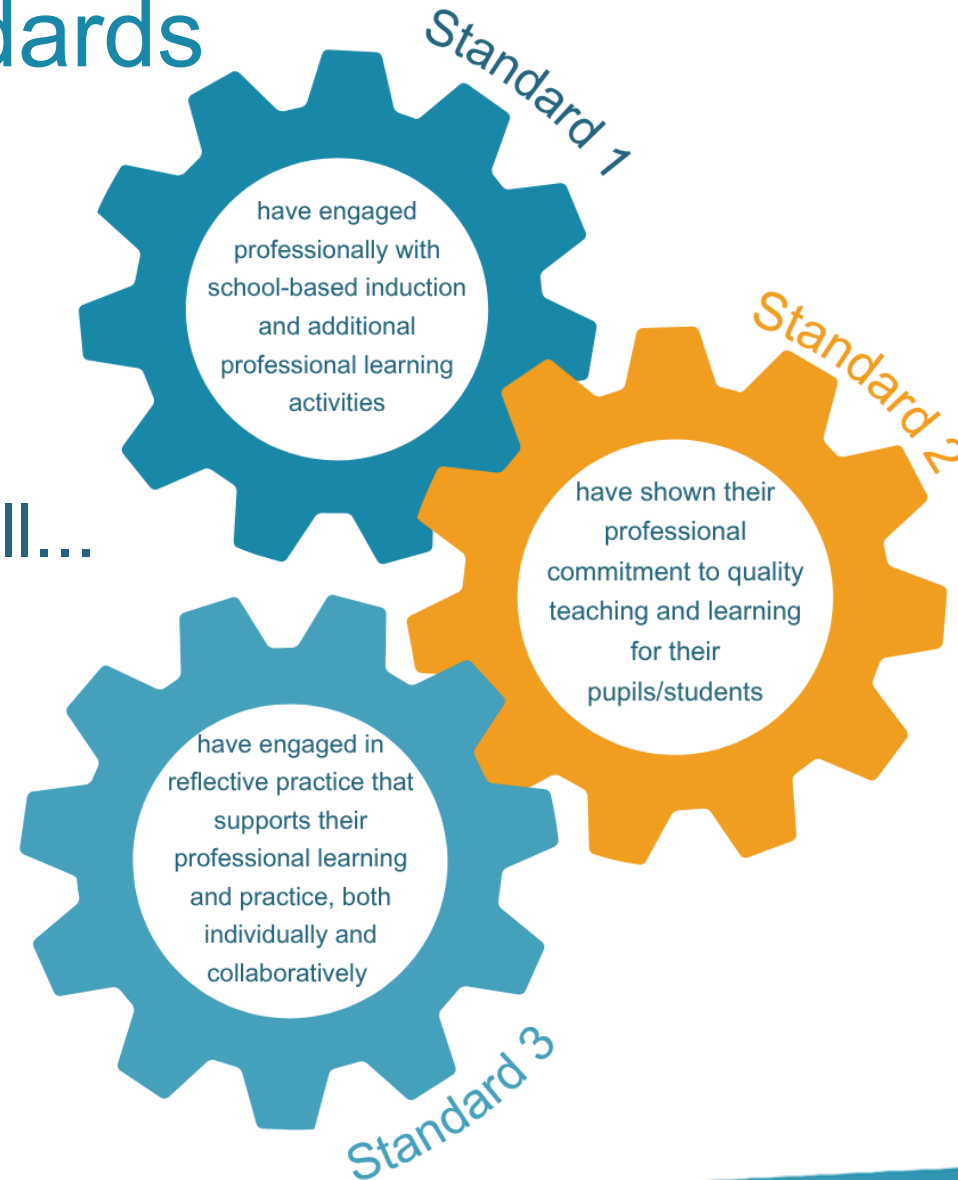 dards
Standard 1
have engaged
professionally with
school-based induction
and additional
professional learning
activities
Standard 2
have shown their
professional
commitment to quality
teaching and learning
for their
pupils/students
ll...
have engaged in
reflective practice that
supports their
professional learning
and practice, both
individually and
collaboratively
Standard 3